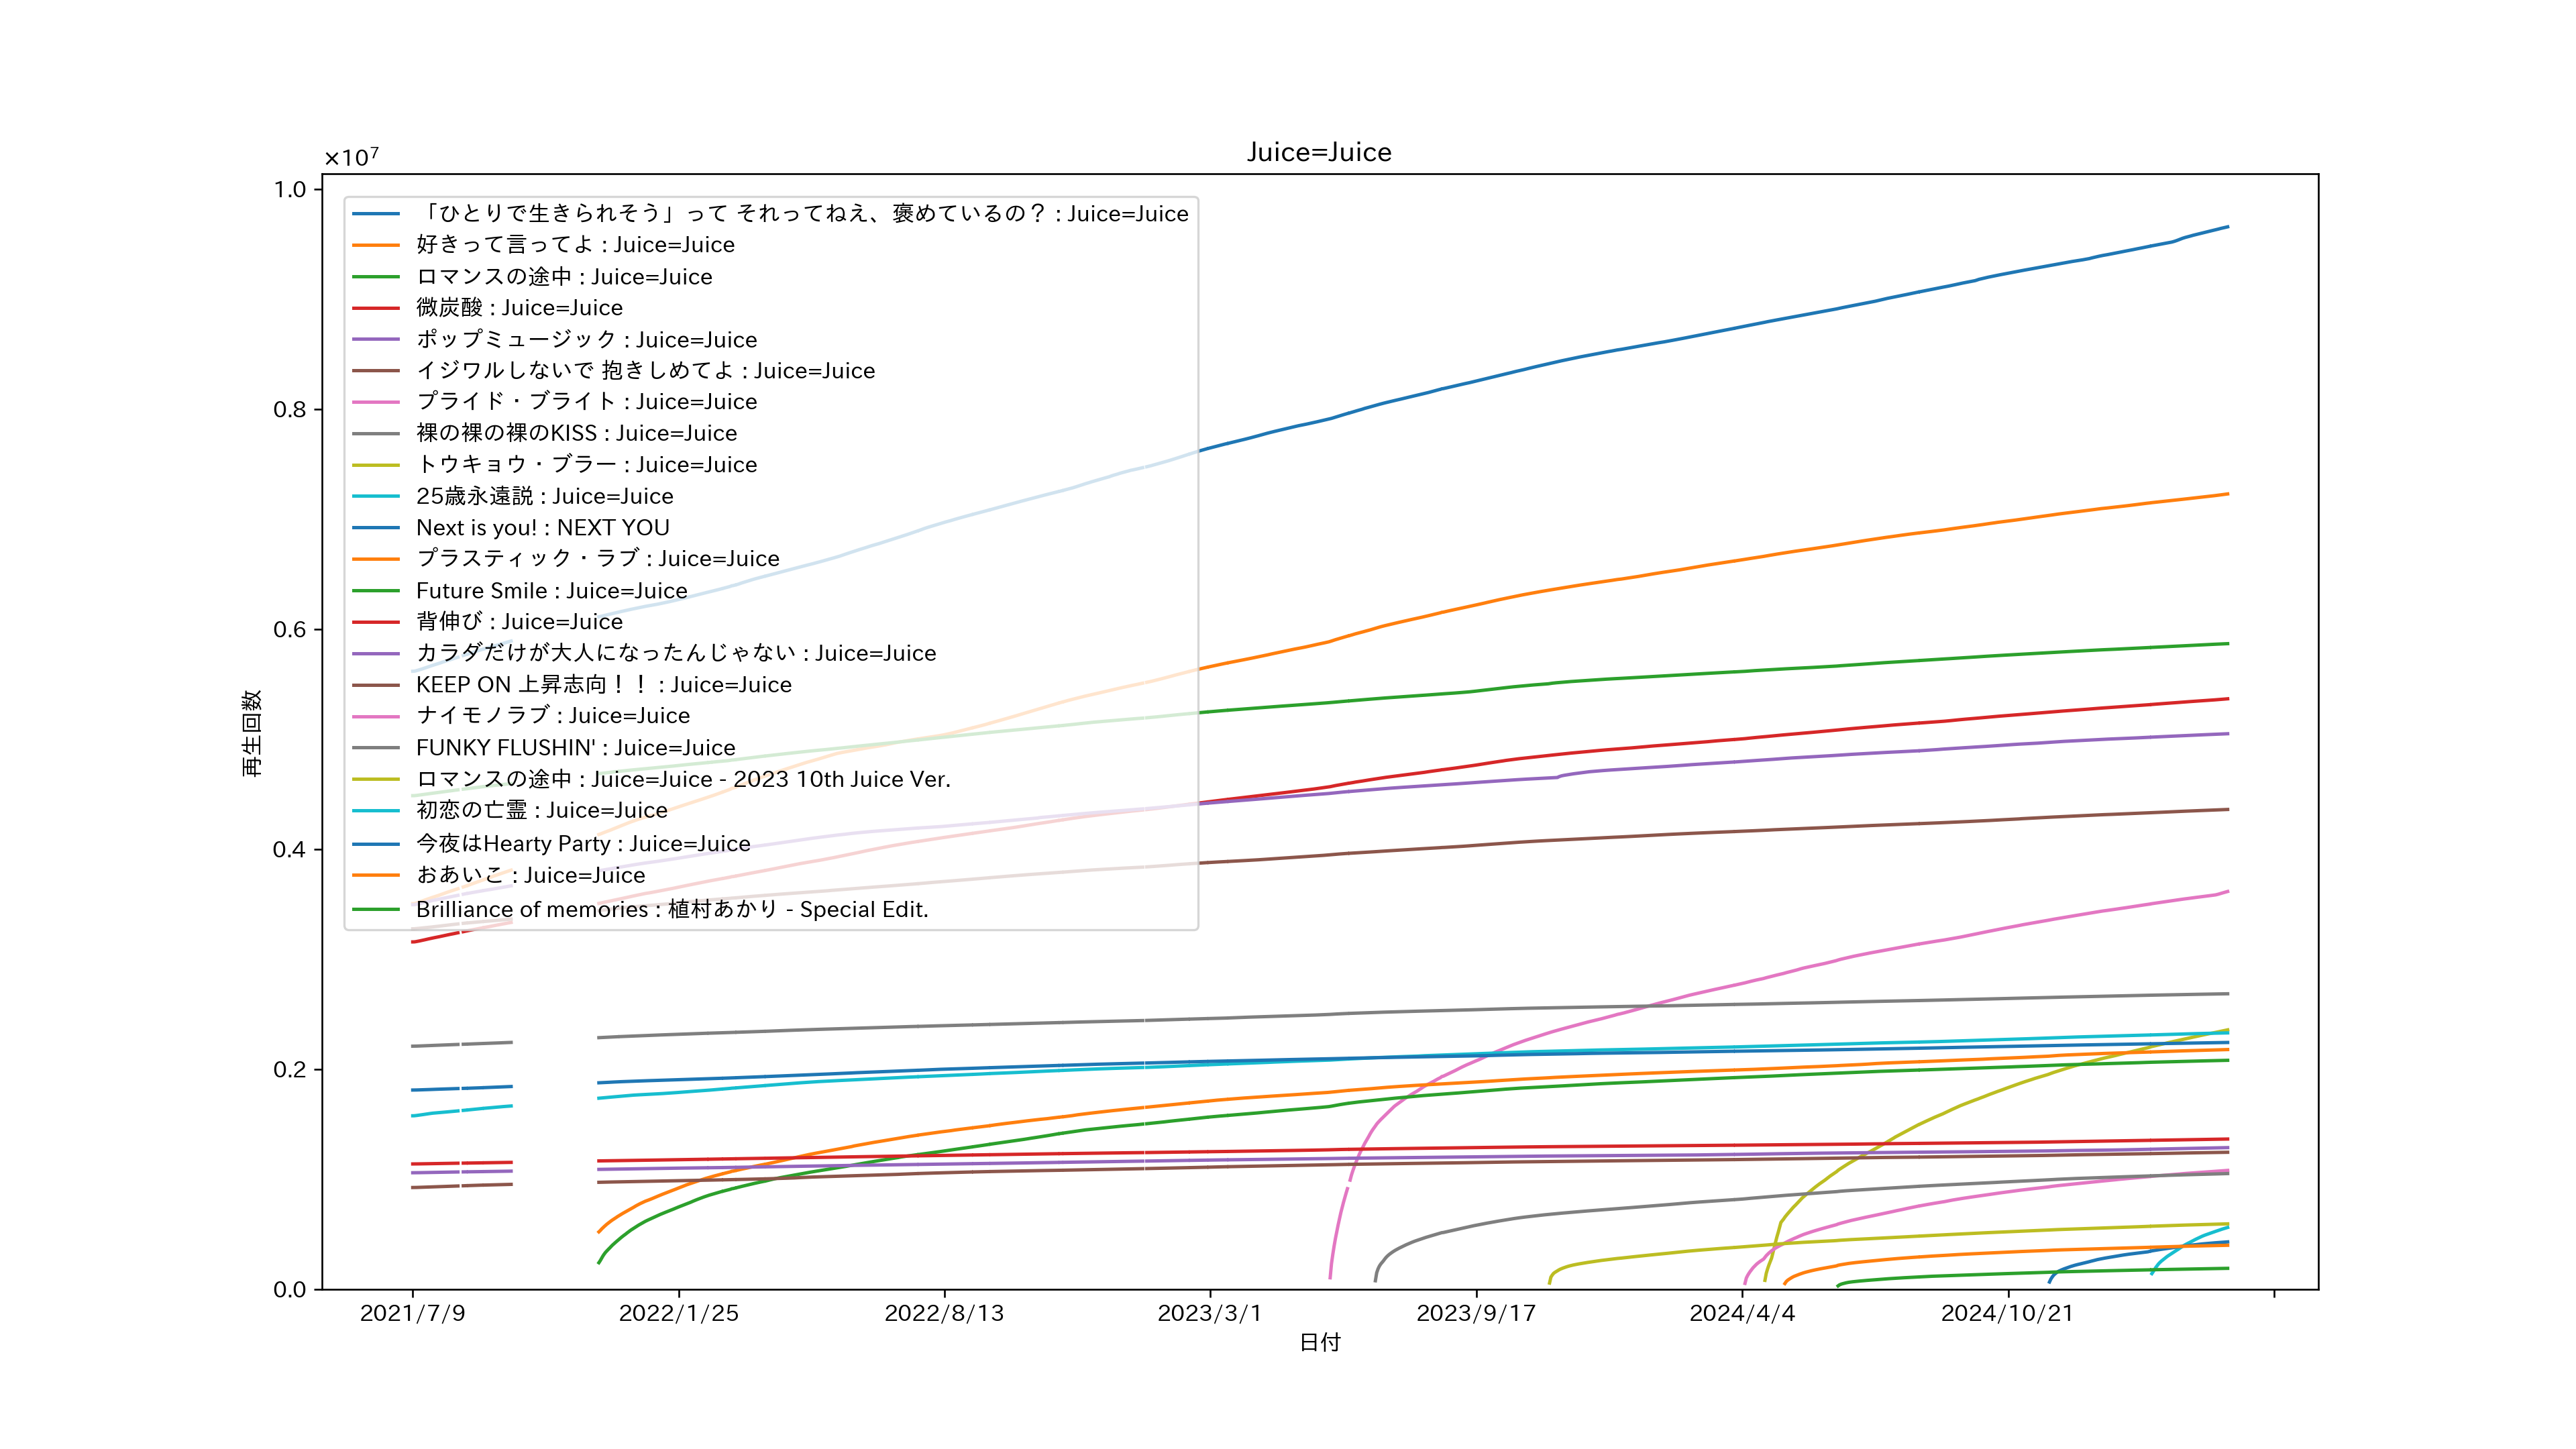 Juice=Juice
×10⁷
1.0
0.8
0.6
0.4
0.2
0.0
再生回数
「ひとりで生きられそう」って それってねえ、褒めているの？ : Juice=Juice
好きって言ってよ : Juice=Juice
ロマンスの途中 : Juice=Juice
微炭酸 : Juice=Juice
ポップミュージック : Juice=Juice
イジワルしないで 抱きしめてよ : Juice=Juice
プライド・ブライト : Juice=Juice
裸の裸の裸のKISS : Juice=Juice
トウキョウ・ブラー : Juice=Juice
25歳永遠説 : Juice=Juice
Next is you! : NEXT YOU
プラスティック・ラブ : Juice=Juice
Future Smile : Juice=Juice
背伸び : Juice=Juice
カラダだけが大人になったんじゃない : Juice=Juice
KEEP ON 上昇志向！！ : Juice=Juice
ナイモノラブ : Juice=Juice
FUNKY FLUSHIN' : Juice=Juice
ロマンスの途中 : Juice=Juice - 2023 10th Juice Ver.
初恋の亡霊 : Juice=Juice
今夜はHearty Party : Juice=Juice
おあいこ : Juice=Juice
Brilliance of memories : 植村あかり - Special Edit.
2021/7/9
2022/1/25
2022/8/13
2023/3/1
2023/9/17
2024/4/4
2024/10/21
日付